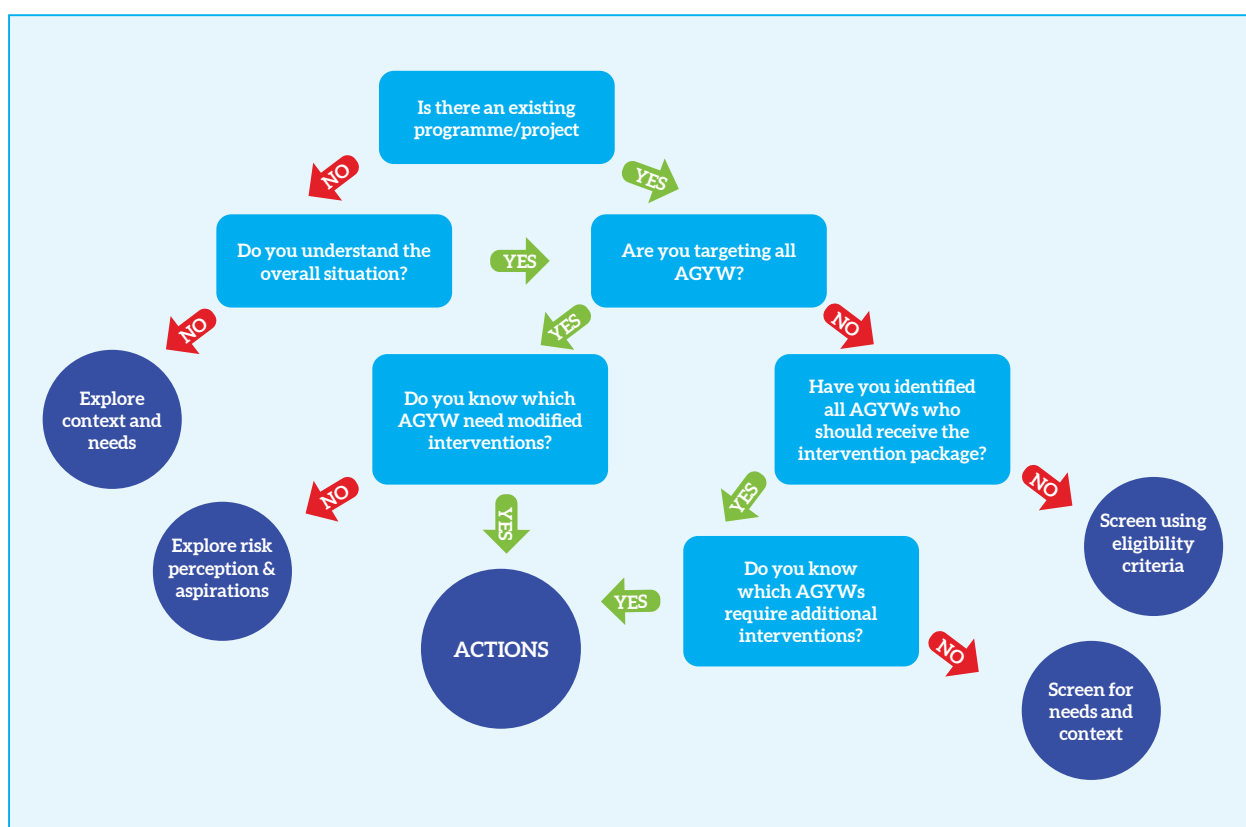 Is there an existing
programme/project
NO
YES
Do you understand the
overall situation?
YES
Are you targeting all
AGYW?
NO
YES
NO
Explore
context and
needs
Do you know which
AGYW need modified
interventions?
Have you identified
all AGYWs who
should receive the
intervention package?
NO
YES
YES
NO
Explore risk
perception &
aspirations
Screen using
eligibility
criteria
Do you know
which AGYWs
require additional
interventions?
YES
ACTIONS
NO
Screen for
needs and
context